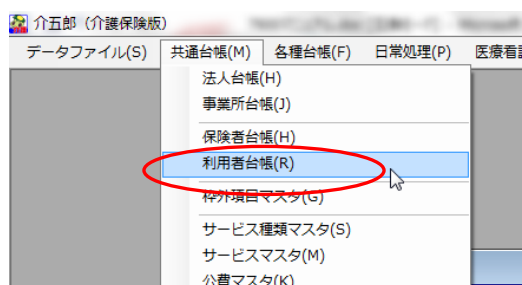 介五郎（介護保険版）
データファイル(S) 共通台帳(M) 各種台帳(F) 日常処理(P) 医療看
法人台帳(H)
事業所台帳(J)
保険者台帳(H)
利用者台帳(R)
枠外項目マスタ(G)
サービス種類マスタ(S)
サービスマスタ(M)
公費マスタ(K)